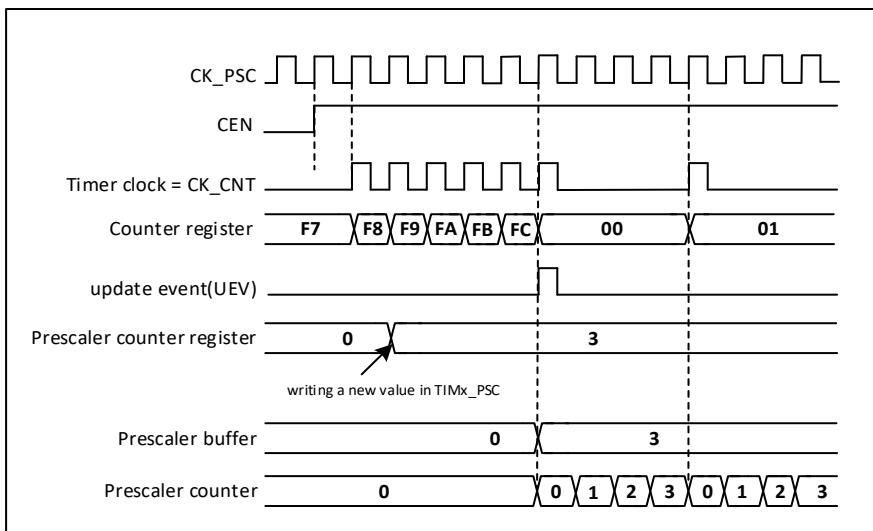 CK_PSC
CEN
Timer clock = CK_CNT
Counter register F7 F8 F9 FA FB FC 00 01
update event(UEV)
Prescaler counter register 0 3
writing a new value in TIMx_PSC
Prescaler buffer 0 3
Prescaler counter 0 0 1 2 3 0 1 2 3